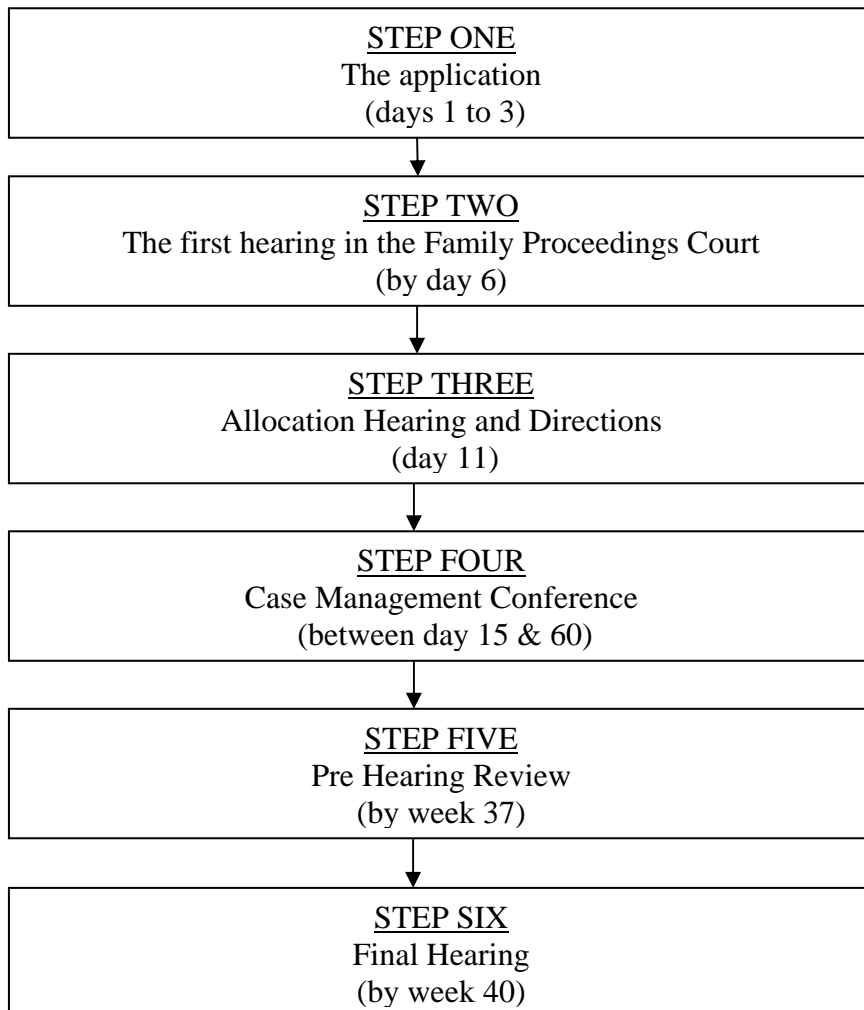 STEP ONE
The application
(days 1 to 3)
STEP TWO
The first hearing in the Family Proceedings Court
(by day 6)
STEP THREE
Allocation Hearing and Directions
(day 11)
STEP FOUR
Case Management Conference
(between day 15 & 60)
STEP FIVE
Pre Hearing Review
(by week 37)
STEP SIX
Final Hearing
(by week 40)